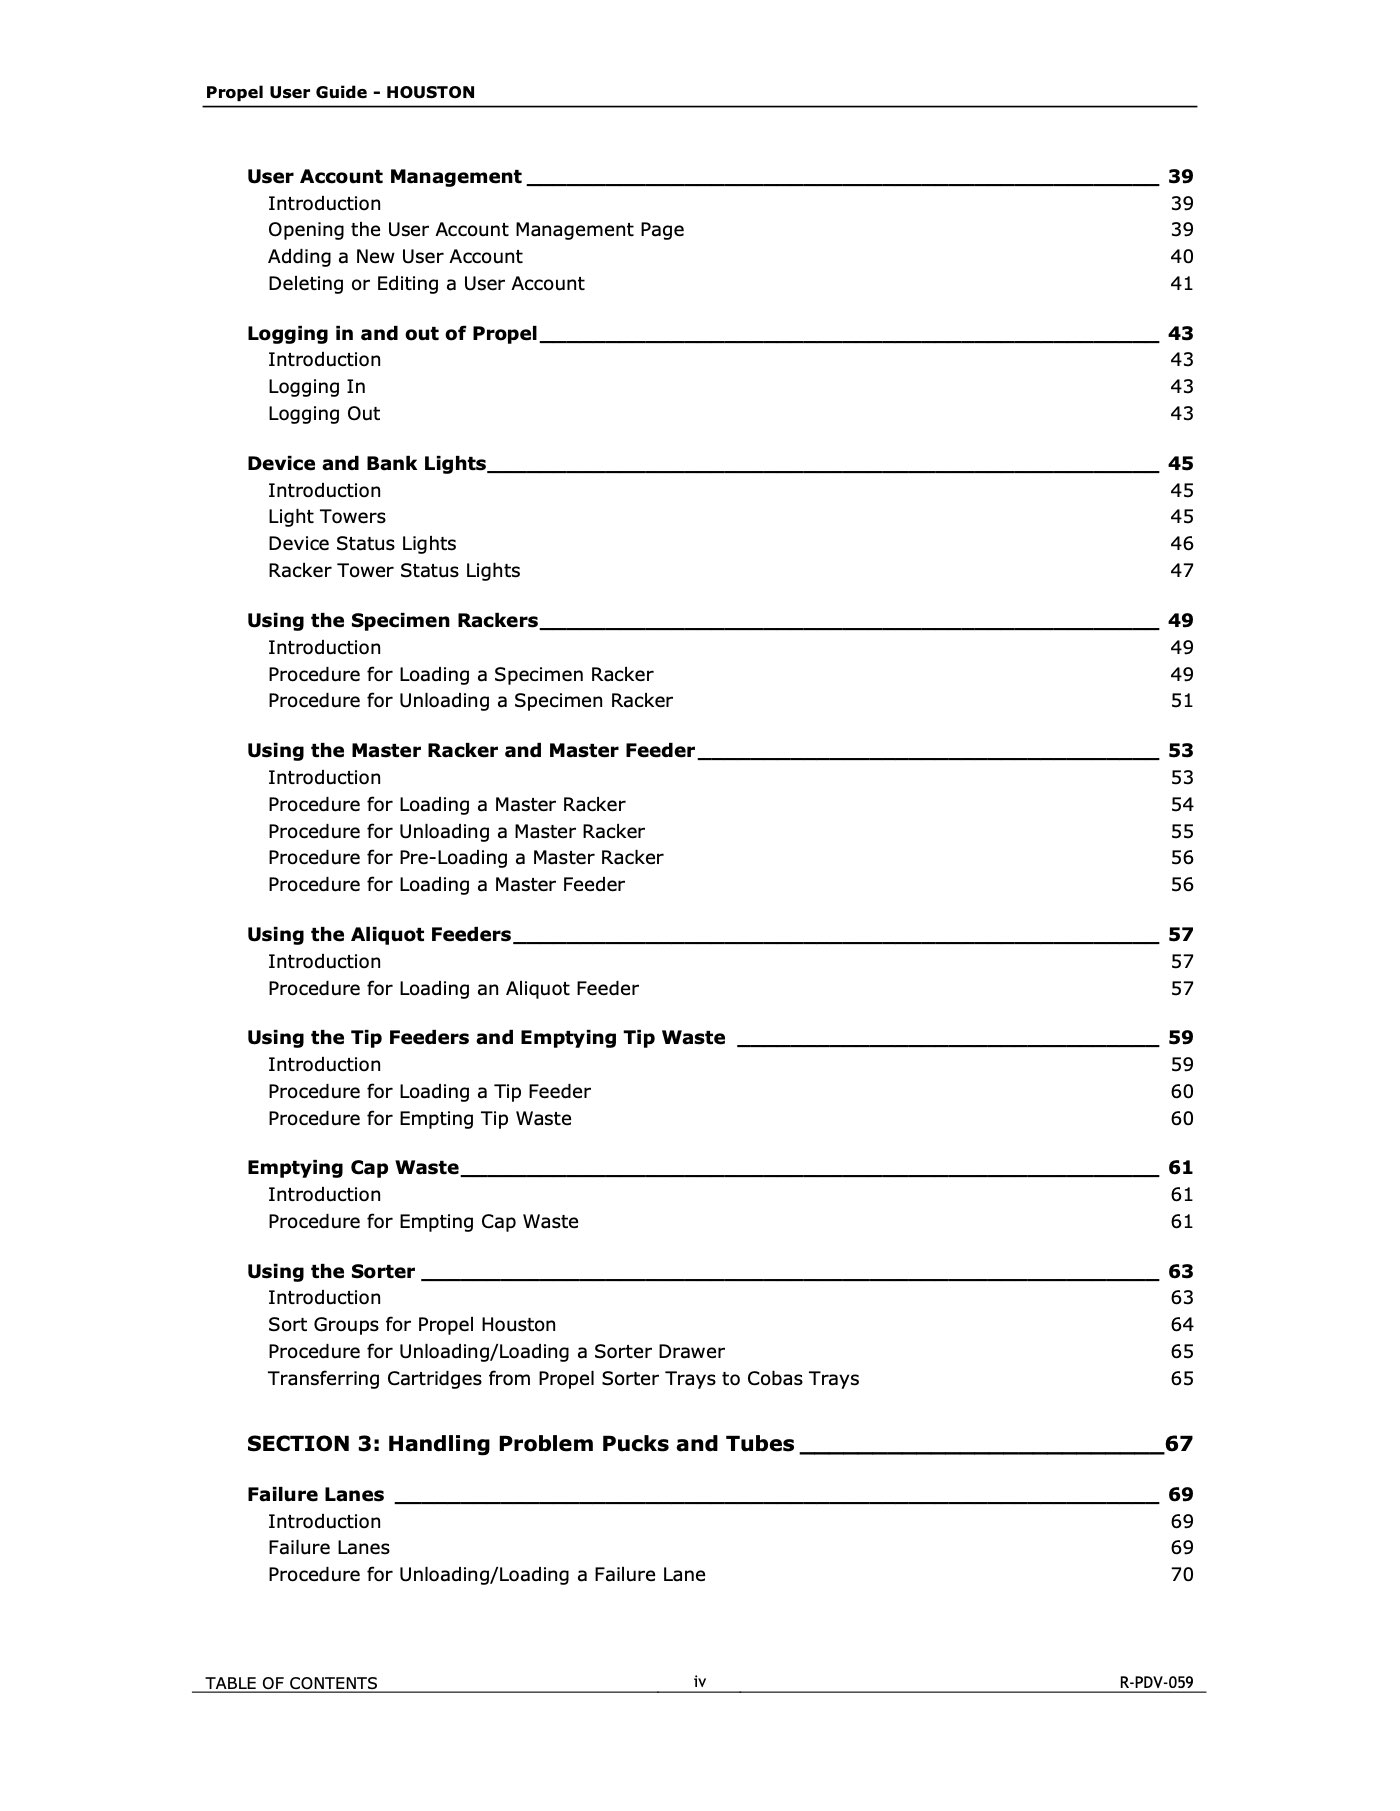 Propel User Guide - HOUSTON
User Account Management 39
Introduction 39
Opening the User Account Management Page 39
Adding a New User Account 40
Deleting or Editing a User Account 41
Logging in and out of Propel 43
Introduction 43
Logging In 43
Logging Out 43
Device and Bank Lights 45
Introduction 45
Light Towers 45
Device Status Lights 46
Racker Tower Status Lights 47
Using the Specimen Rackers 49
Introduction 49
Procedure for Loading a Specimen Racker 49
Procedure for Unloading a Specimen Racker 51
Using the Master Racker and Master Feeder 53
Introduction 53
Procedure for Loading a Master Racker 54
Procedure for Unloading a Master Racker 55
Procedure for Pre-Loading a Master Racker 56
Procedure for Loading a Master Feeder 56
Using the Aliquot Feeders 57
Introduction 57
Procedure for Loading an Aliquot Feeder 57
Using the Tip Feeders and Emptying Tip Waste 59
Introduction 59
Procedure for Loading a Tip Feeder 60
Procedure for Empting Tip Waste 60
Emptying Cap Waste 61
Introduction 61
Procedure for Empting Cap Waste 61
Using the Sorter 63
Introduction 63
Sort Groups for Propel Houston 64
Procedure for Unloading/Loading a Sorter Drawer 65
Transferring Cartridges from Propel Sorter Trays to Cobas Trays 65
SECTION 3: Handling Problem Pucks and Tubes 67
Failure Lanes 69
Introduction 69
Failure Lanes 69
Procedure for Unloading/Loading a Failure Lane 70
TABLE OF CONTENTS iv R-PDV-059